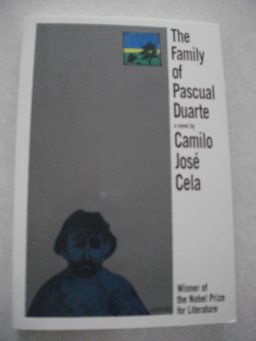 The
Family
of
Pascual
Duarte
a novel by
Camilo
José
Cela
Winner of
the Nobel Prize
for Literature